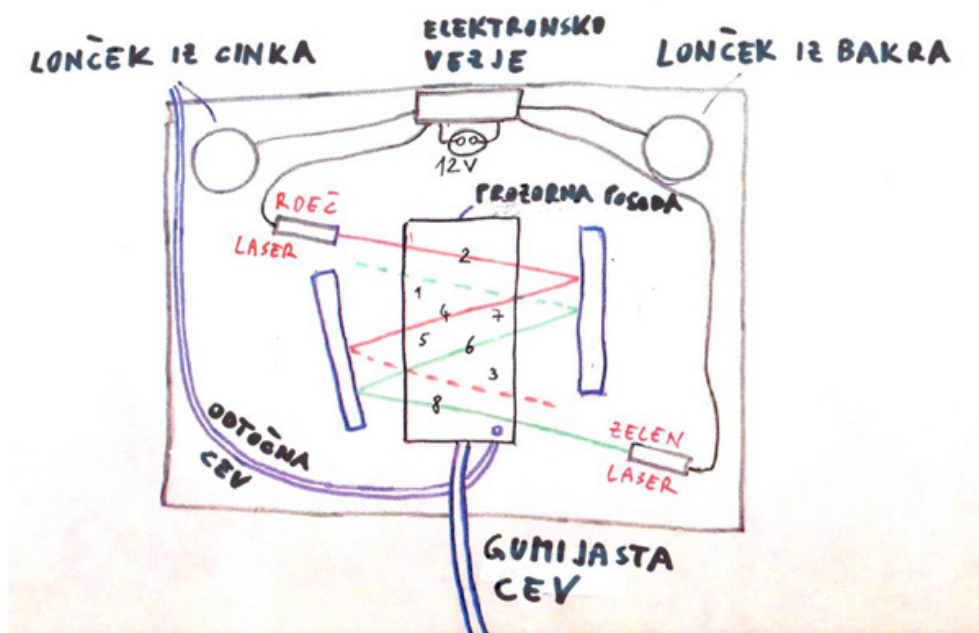 LONČEK IZ CINKA
ELEKTRONSKO
VEZJE
LONČEK IZ BAKRA
12V
PROZORNA POSODA
RDEČ
LASER
2
1
4
7
5
6
3
8
ODTOČNA
CEV
ZELEN
LASER
GUMIJASTA
CEV